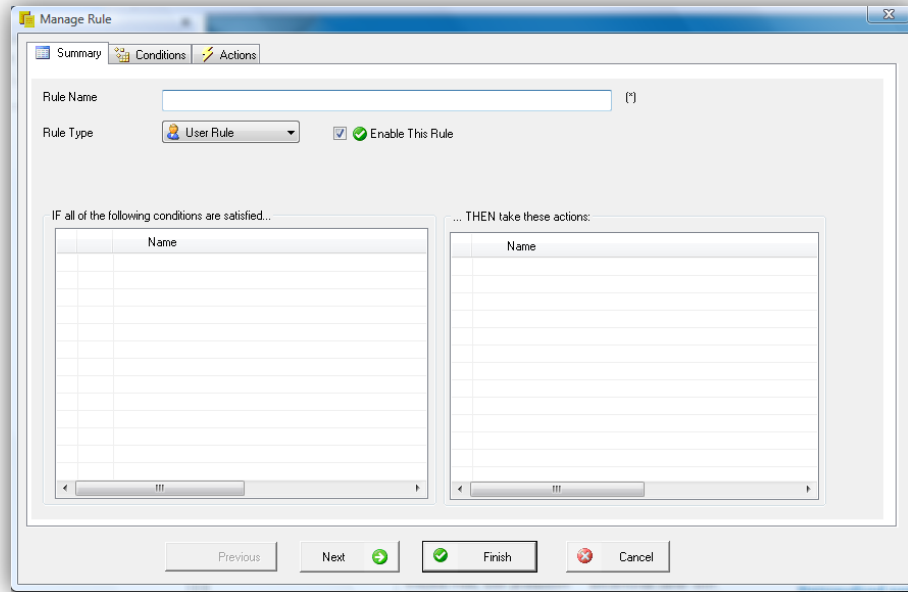 Manage Rule
Summary Conditions Actions
Rule Name (*)
Rule Type User Rule Enable This Rule
IF all of the following conditions are satisfied... ... THEN take these actions:
Name Name
Previous Next Finish Cancel